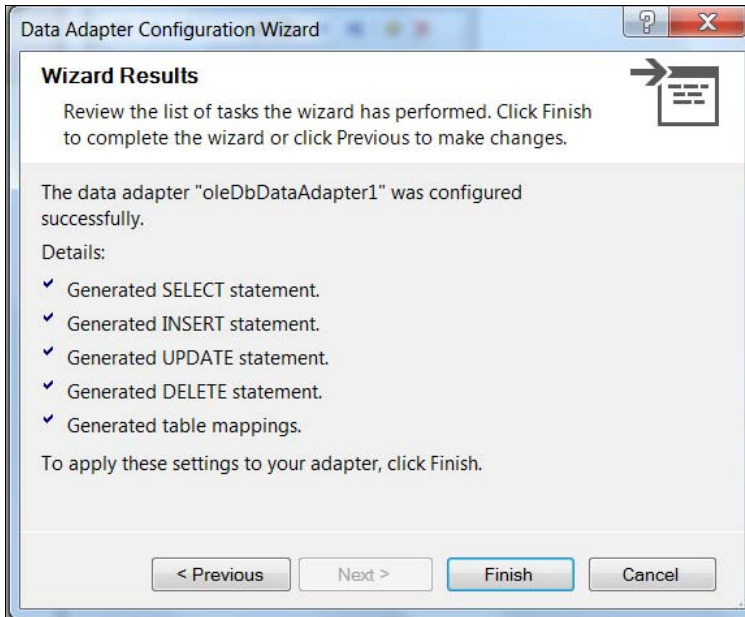 Data Adapter Configuration Wizard
Wizard Results
Review the list of tasks the wizard has performed. Click Finish
to complete the wizard or click Previous to make changes.
The data adapter "oleDbDataAdapter1" was configured
successfully.
Details:
Generated SELECT statement.
Generated INSERT statement.
Generated UPDATE statement.
Generated DELETE statement.
Generated table mappings.
To apply these settings to your adapter, click Finish.
< Previous Next > Finish Cancel